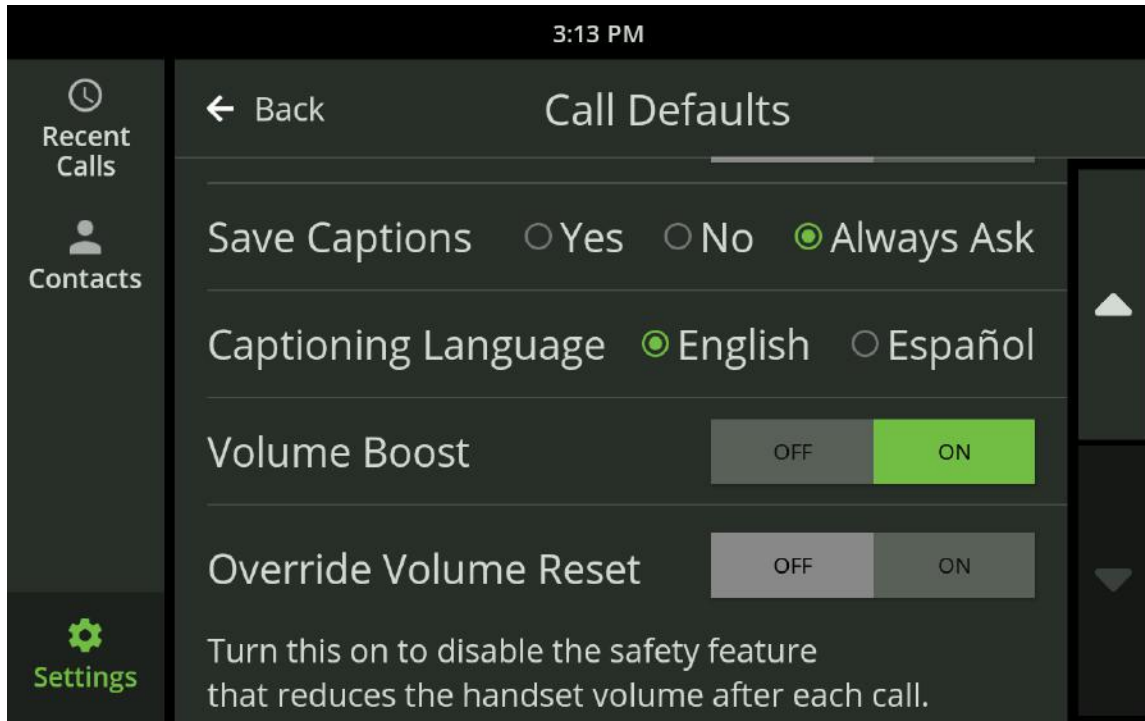 3:13 PM
Recent
Calls
Contacts
Settings
Back
Call Defaults
Save Captions Yes No Always Ask
Captioning Language English Español
Volume Boost OFF ON
Override Volume Reset OFF ON
Turn this on to disable the safety feature
that reduces the handset volume after each call.